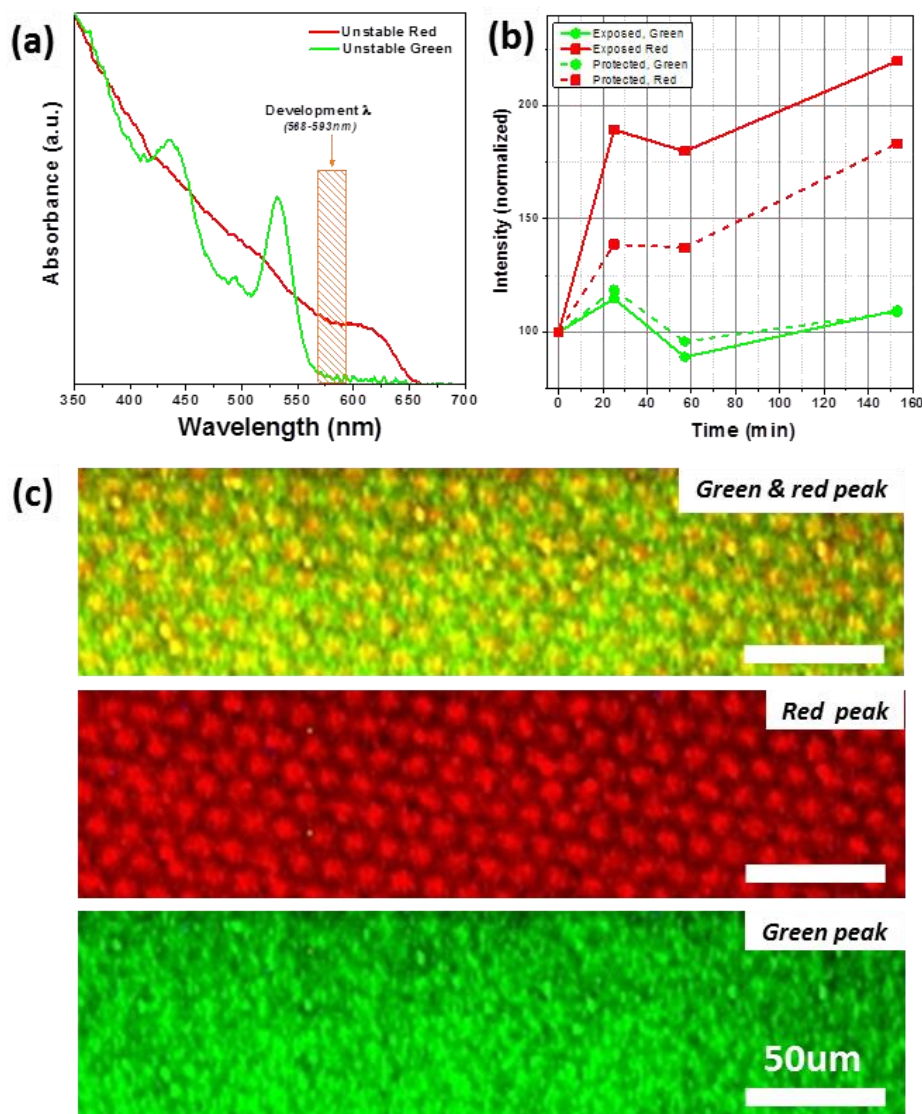 (a)
Unstable Red
Unstable Green
Development λ
(568-593nm)
Absorbance (a.u.)
350 400 450 500 550 600 650 700
Wavelength (nm)
(b)
Exposed, Green
Exposed Red
Protected, Green
Protected, Red
Intensity (normalized)
200
150
100
0 20 40 60 80 100 120 140 160
Time (min)
(c)
Green & red peak
Red peak
Green peak
50um